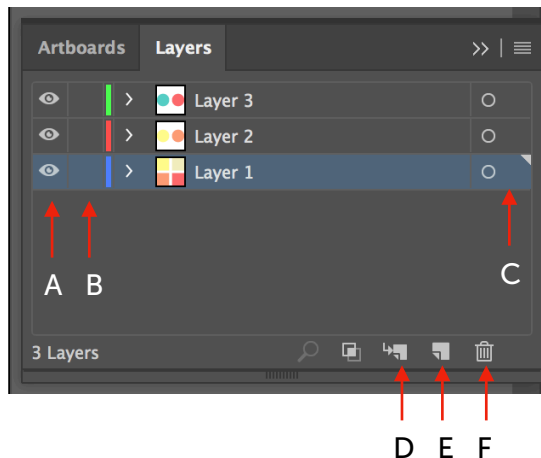 Artboards Layers
Layer 3
Layer 2
Layer 1
A B C
3 Layers
D E F